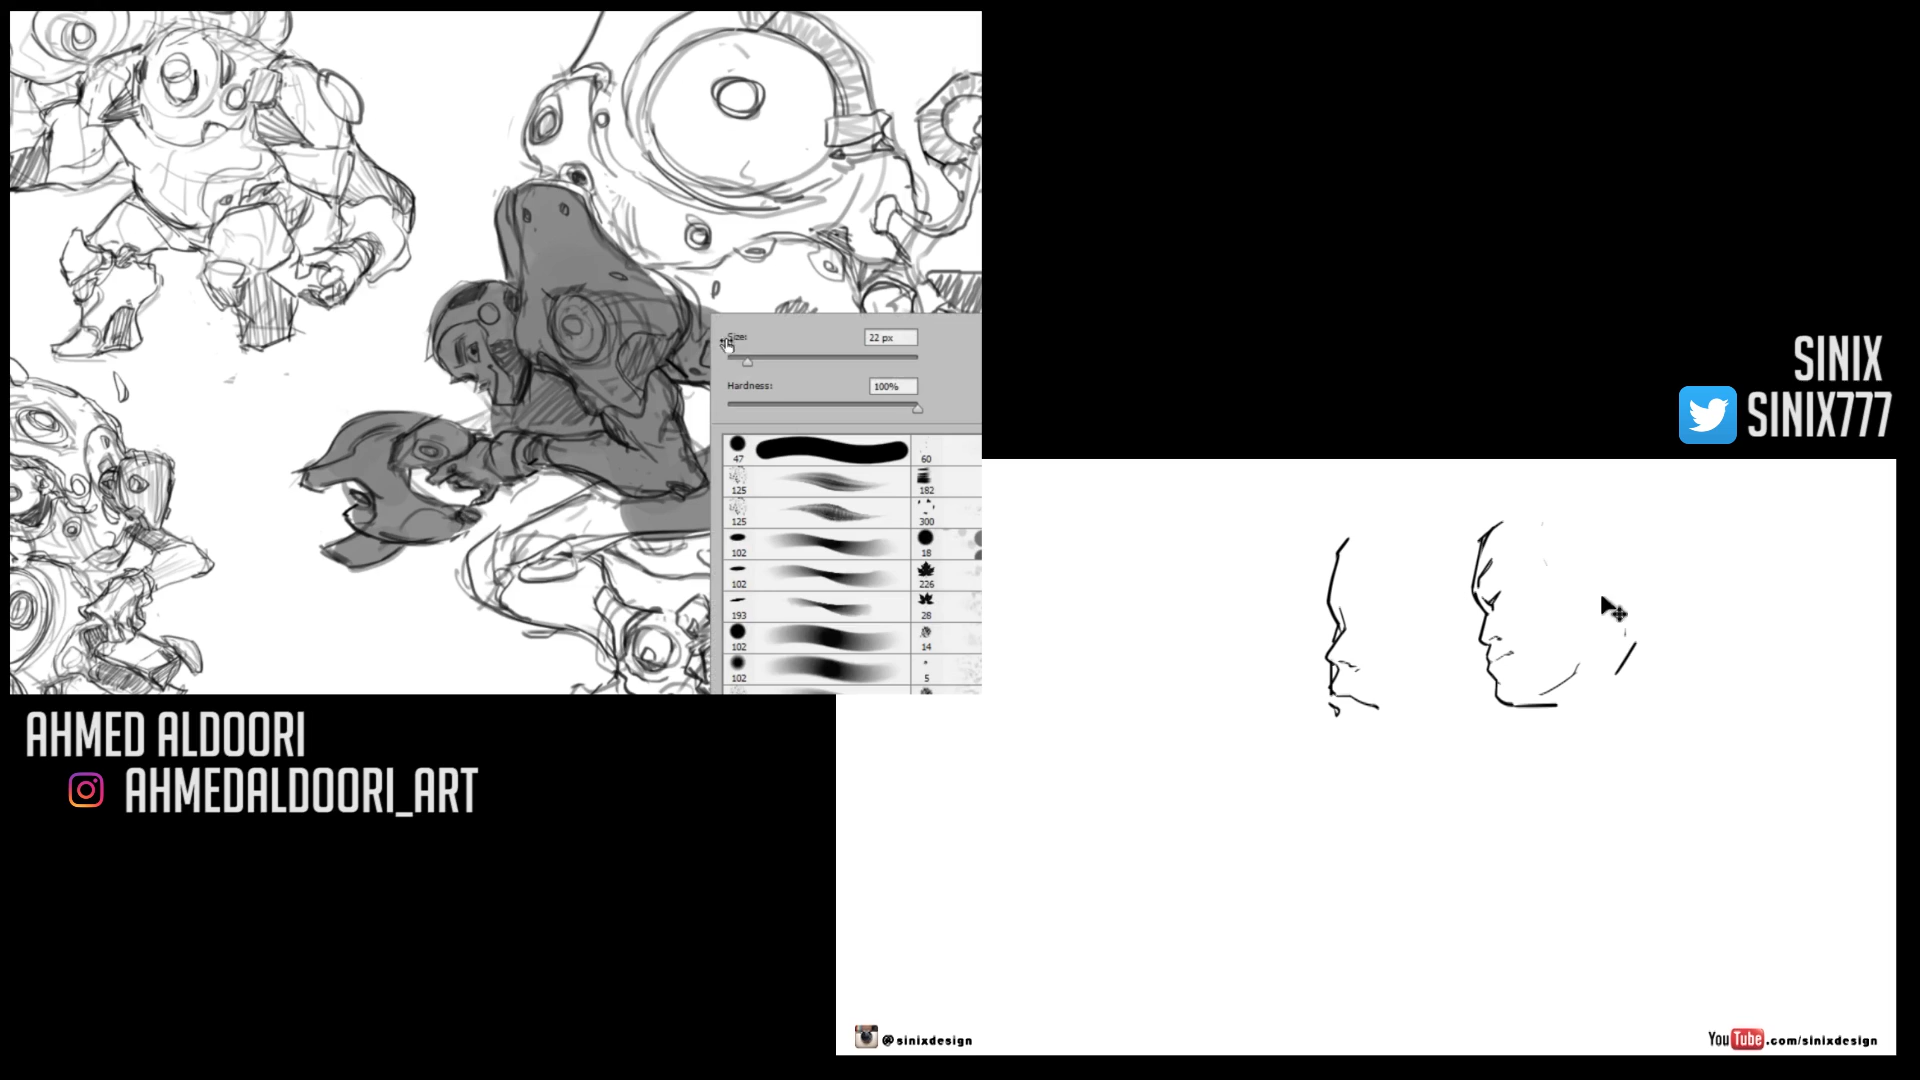 Size:
22 px
Hardness:
100%
47
60
125
182
125
300
102
18
102
226
193
28
102
14
102
5
SINIX
SINIX777
AHMED ALDOORI
AHMEDALDOORI_ART
@sinixdesign
YouTube.com/sinixdesign